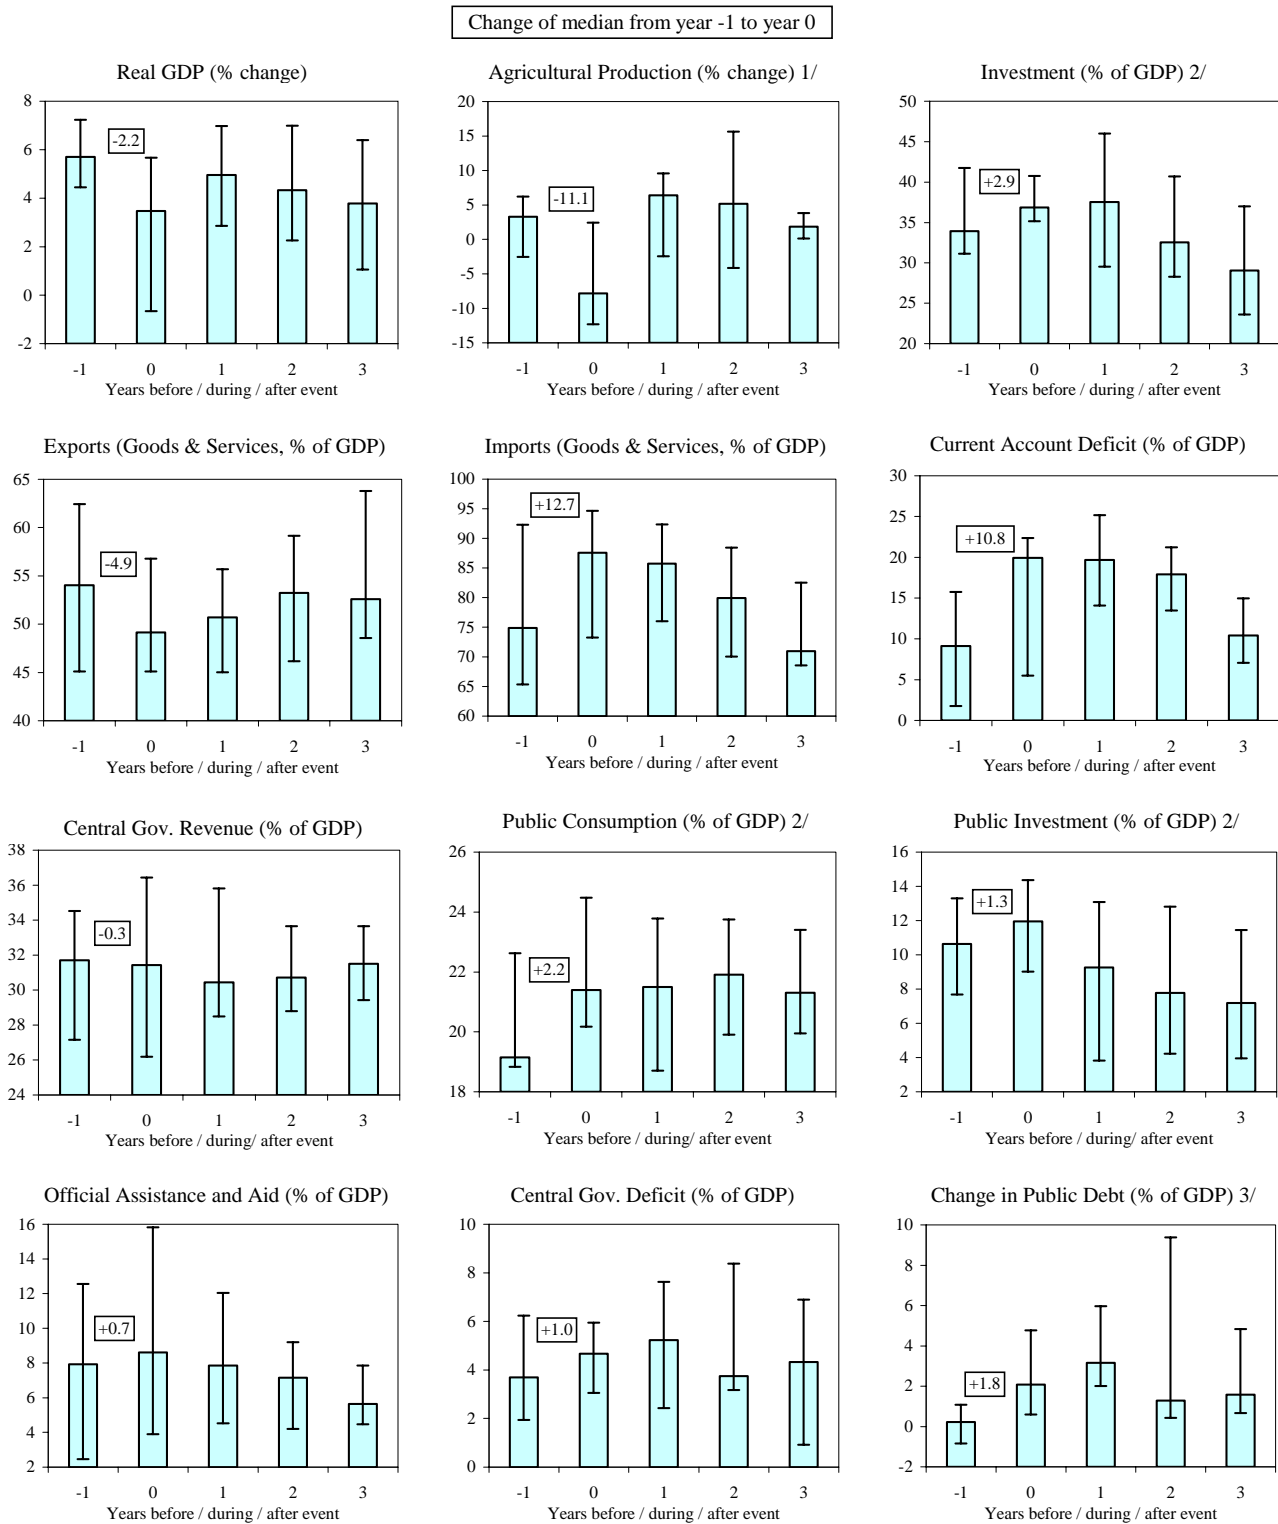 Change of median from year -1 to year 0
Real GDP (% change)
8
6
4
2
0
-2
-2.2
-1 0 1 2 3
Years before / during / after event
Agricultural Production (% change) 1/
20
15
10
5
0
-5
-10
-15
-11.1
-1 0 1 2 3
Years before / during / after event
Investment (% of GDP) 2/
50
45
40
35
30
25
20
+2.9
-1 0 1 2 3
Years before / during / after event
Exports (Goods & Services, % of GDP)
65
60
55
50
45
40
-4.9
-1 0 1 2 3
Years before / during / after event
Imports (Goods & Services, % of GDP)
100
95
90
85
80
75
70
65
60
+12.7
-1 0 1 2 3
Years before / during / after event
Current Account Deficit (% of GDP)
30
25
20
15
10
5
0
+10.8
-1 0 1 2 3
Years before / during / after event
Central Gov. Revenue (% of GDP)
38
36
34
32
30
28
26
24
-0.3
-1 0 1 2 3
Years before / during/ after event
Public Consumption (% of GDP) 2/
26
24
22
20
18
+2.2
-1 0 1 2 3
Years before / during/ after event
Public Investment (% of GDP) 2/
16
14
12
10
8
6
4
2
+1.3
-1 0 1 2 3
Years before / during / after event
Official Assistance and Aid (% of GDP)
16
14
12
10
8
6
4
2
+0.7
-1 0 1 2 3
Years before / during / after event
Central Gov. Deficit (% of GDP)
10
8
6
4
2
0
+1.0
-1 0 1 2 3
Years before / during / after event
Change in Public Debt (% of GDP) 3/
10
8
6
4
2
0
-2
+1.8
-1 0 1 2 3
Years before / during / after event